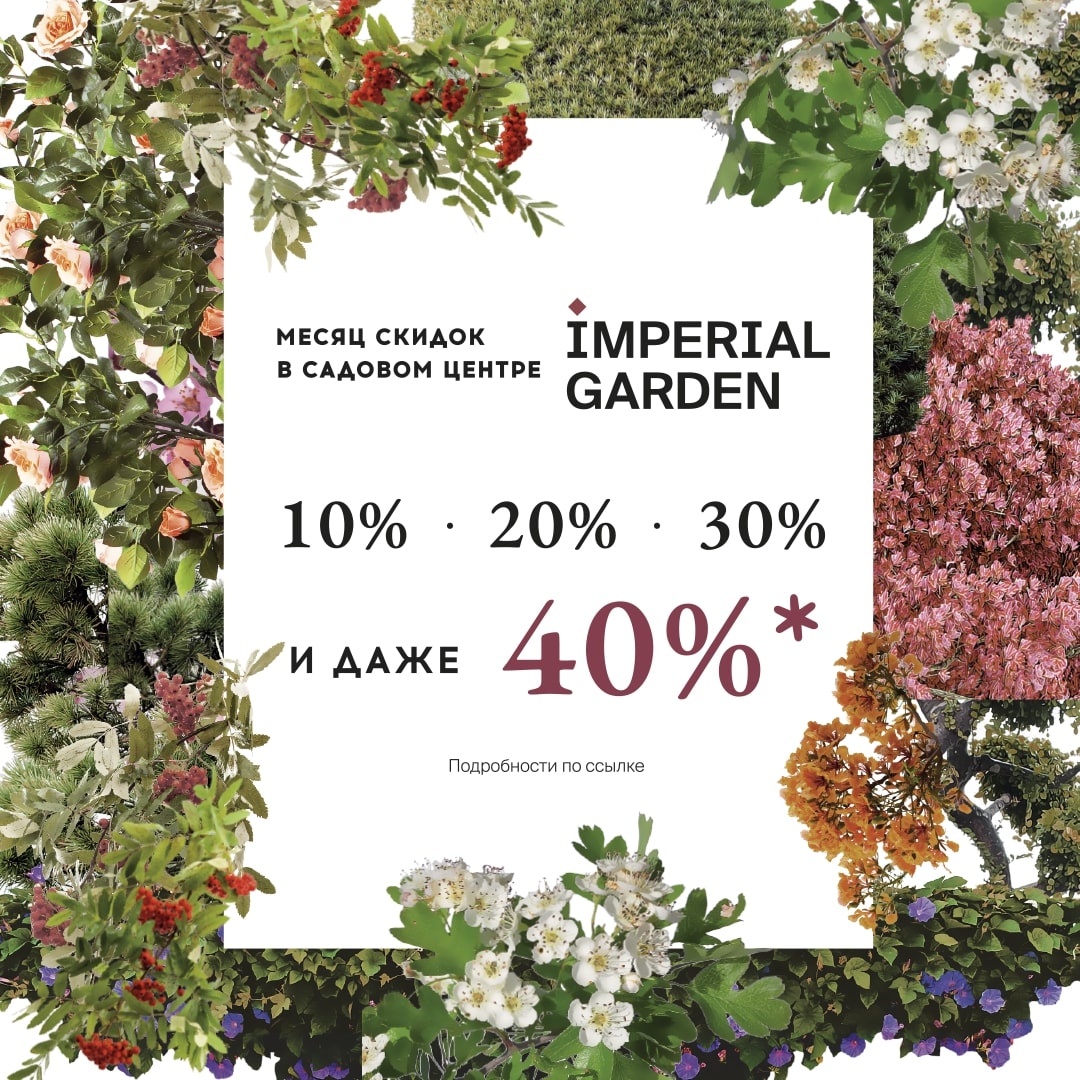 МЕСЯЦ СКИДОК
В САДОВОМ ЦЕНТРЕ
IMPERIAL
GARDEN
10% · 20% · 30%
И ДАЖЕ 40%*
Подробности по ссылке